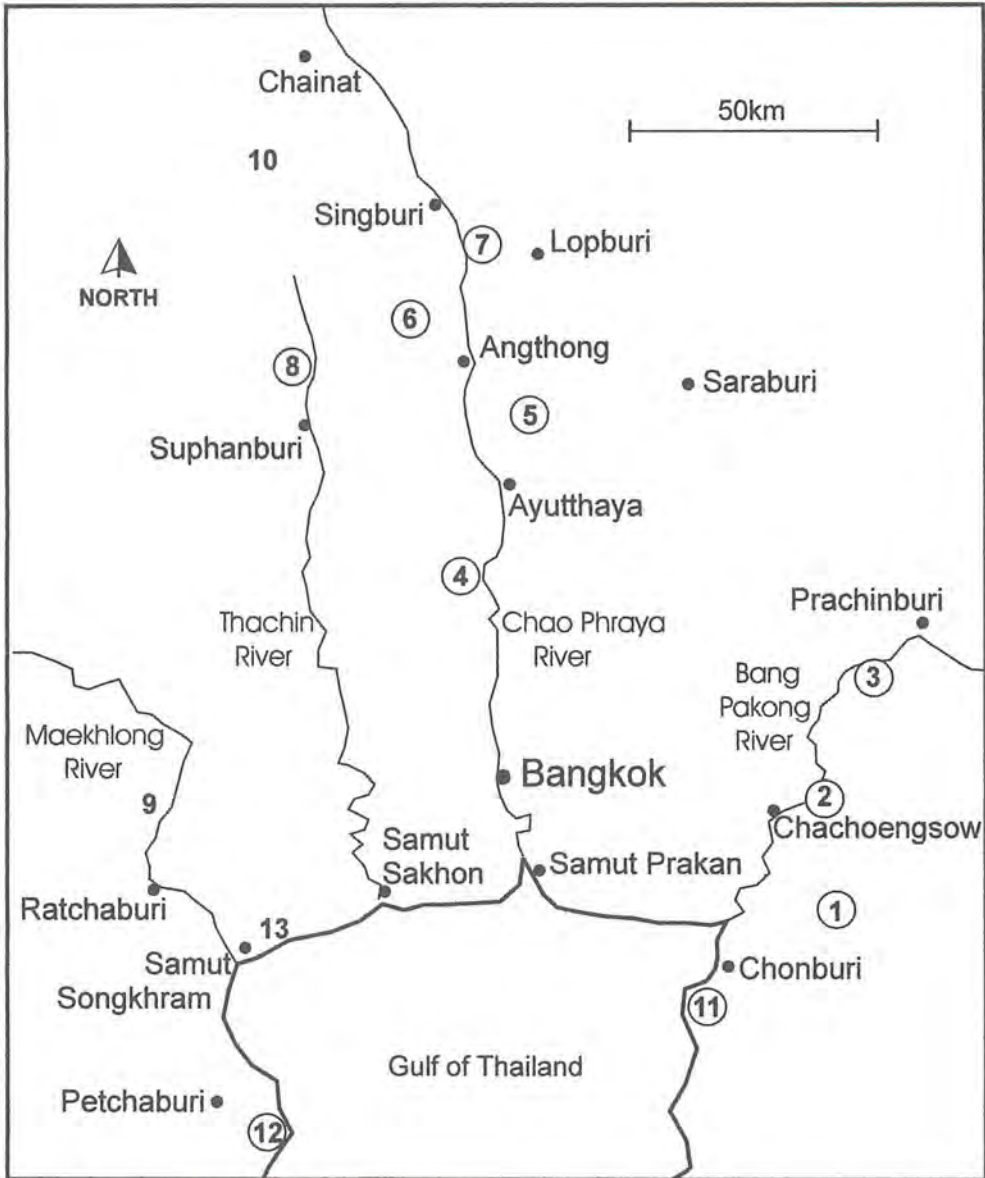 Chainat
50km
10
Singburi
7
Lopburi
NORTH
6
8
Angthong
Saraburi
5
Suphanburi
Ayutthaya
4
Prachinburi
Thachin
River
Chao Phraya
River
3
Bang
Pakong
River
Maekhlong
River
Bangkok
9
2
Chachoengsow
Samut
Sakhon
Samut Prakan
Ratchaburi
1
13
Samut
Songkhram
Chonburi
11
Gulf of Thailand
Petchaburi
12